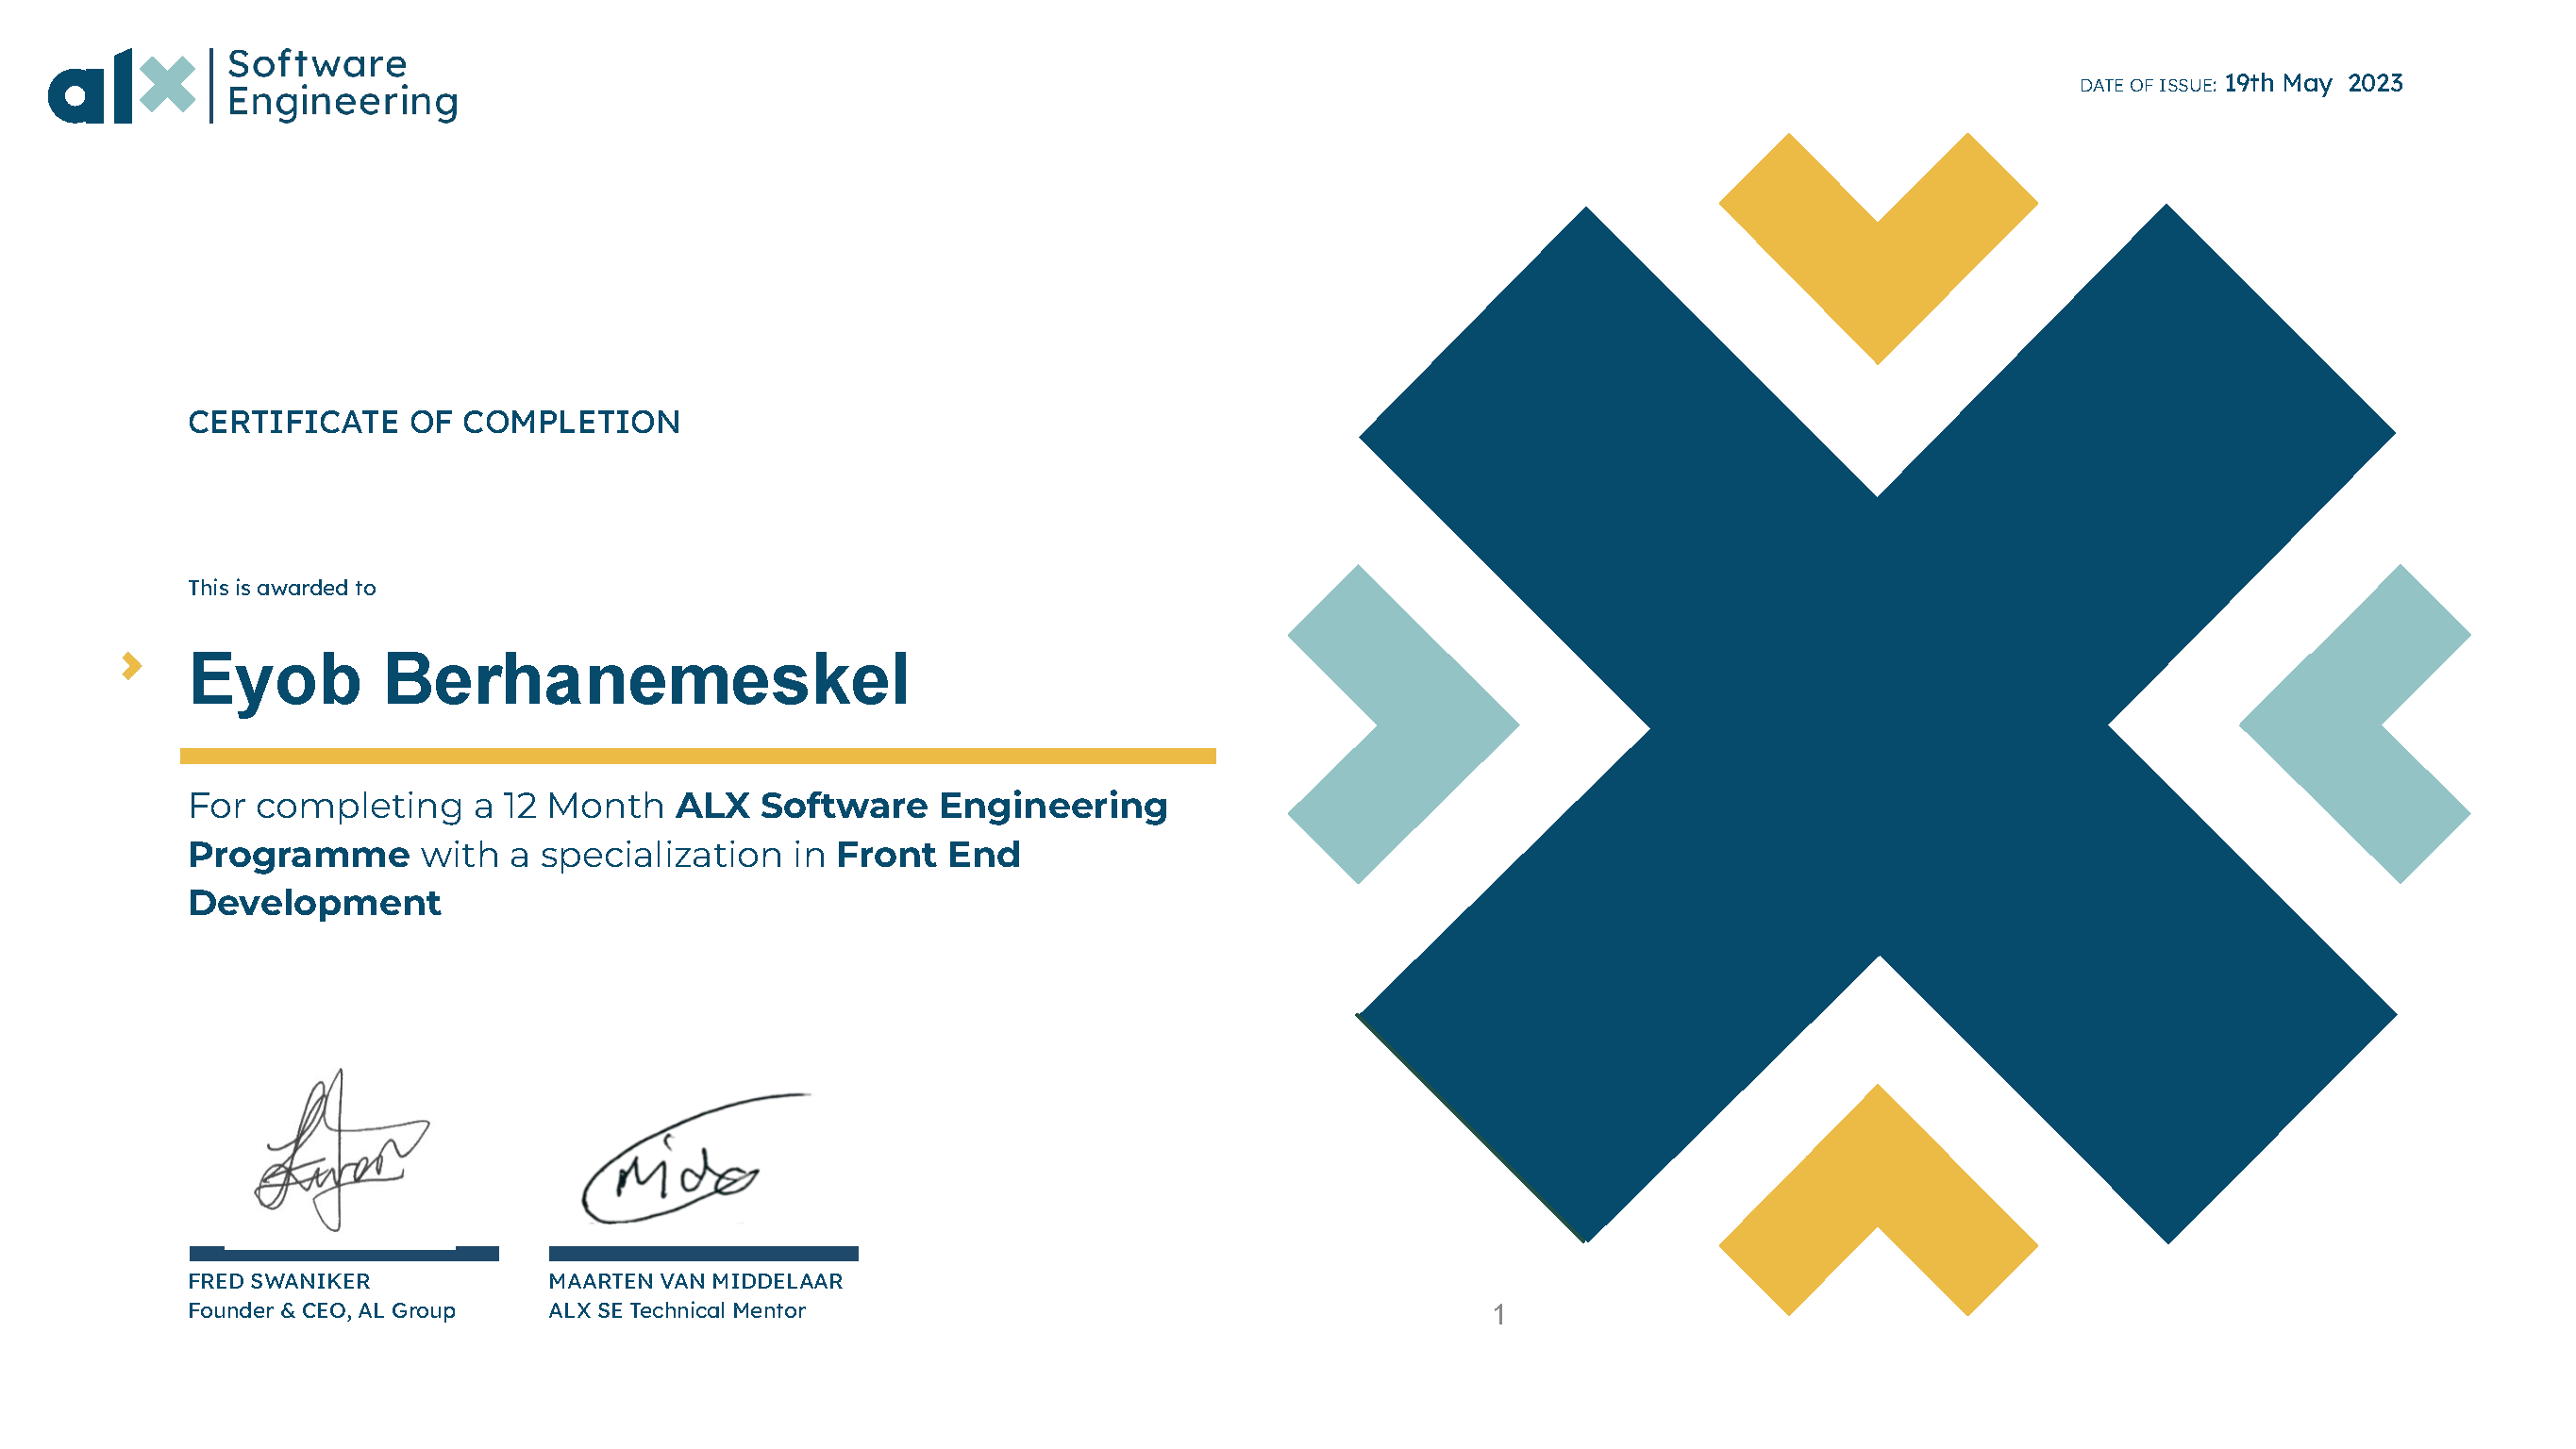 alx Software
Engineering
DATE OF ISSUE: 19th May 2023
CERTIFICATE OF COMPLETION
This is awarded to
Eyob Berhanemeskel
For completing a 12 Month ALX Software Engineering
Programme with a specialization in Front End
Development
FRED SWANIKER
Founder & CEO, AL Group
MAARTEN VAN MIDDELAAR
ALX SE Technical Mentor
1